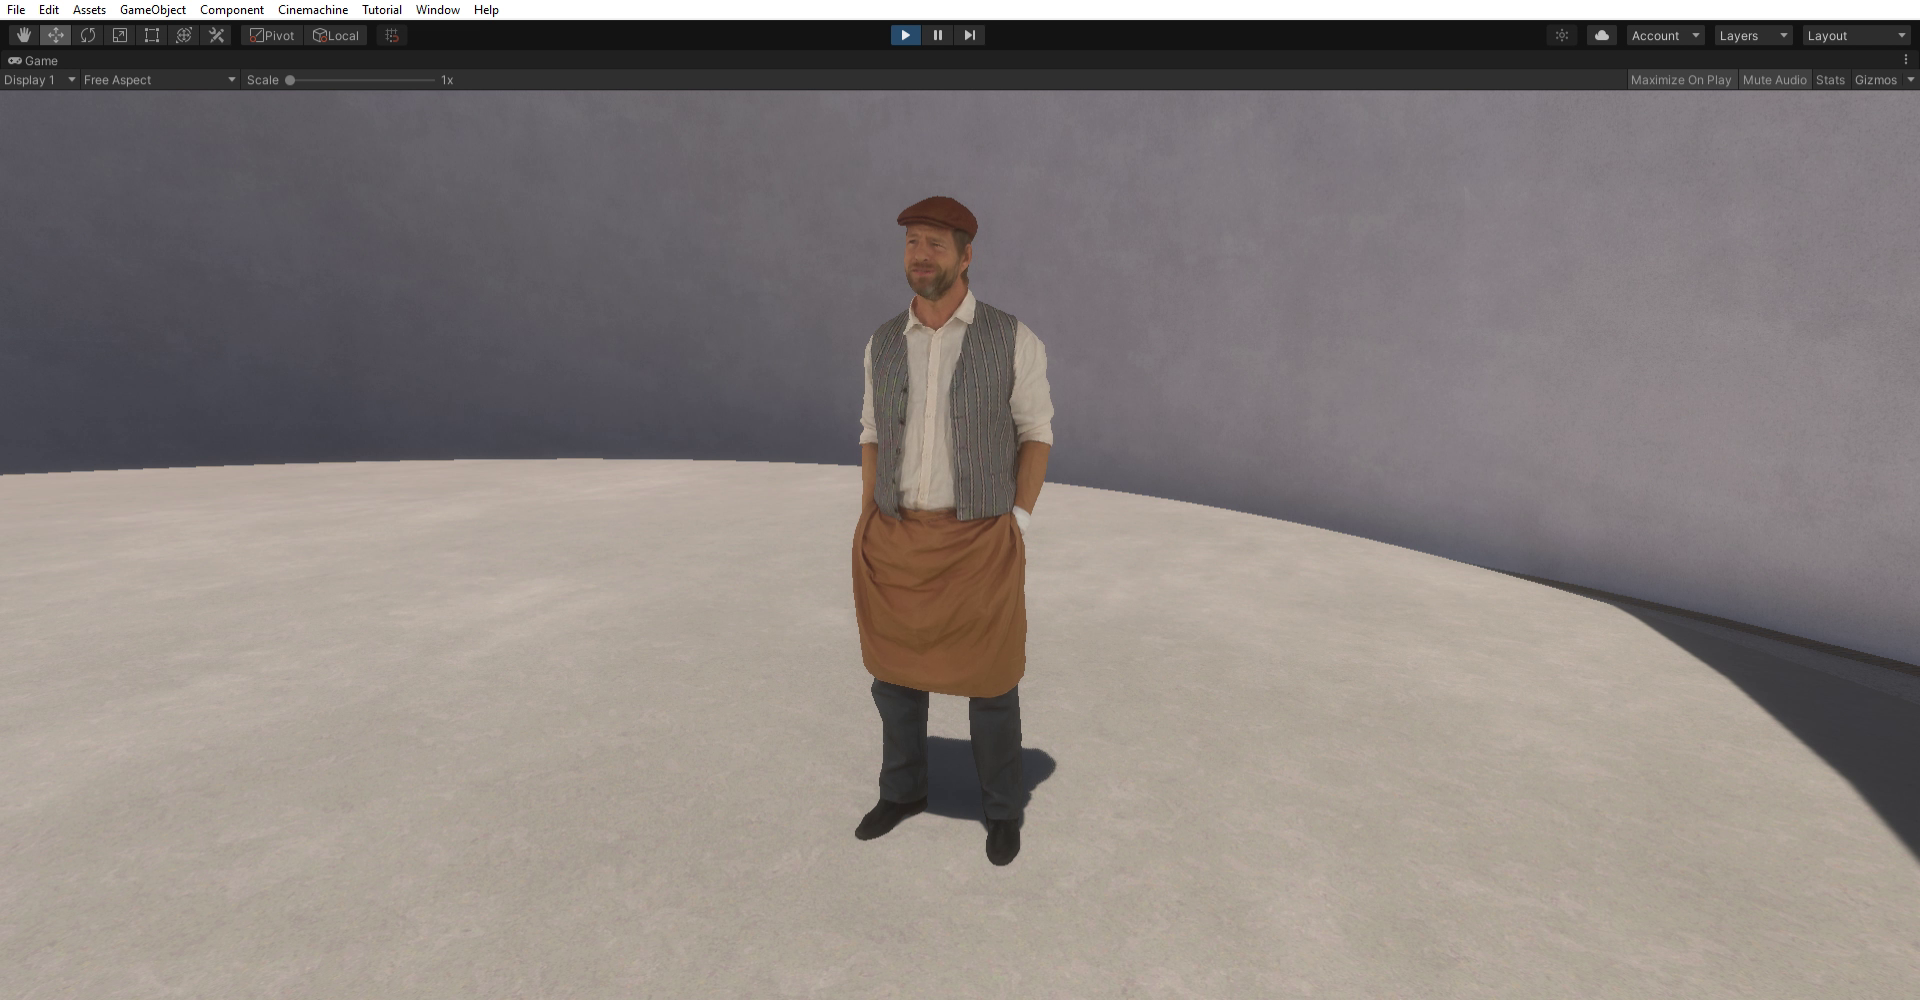 File Edit Assets GameObject Component Cinemachine Tutorial Window Help
Pivot Local Account Layers Layout
Game
Display 1 Free Aspect Scale 1x Maximize On Play Mute Audio Stats Gizmos